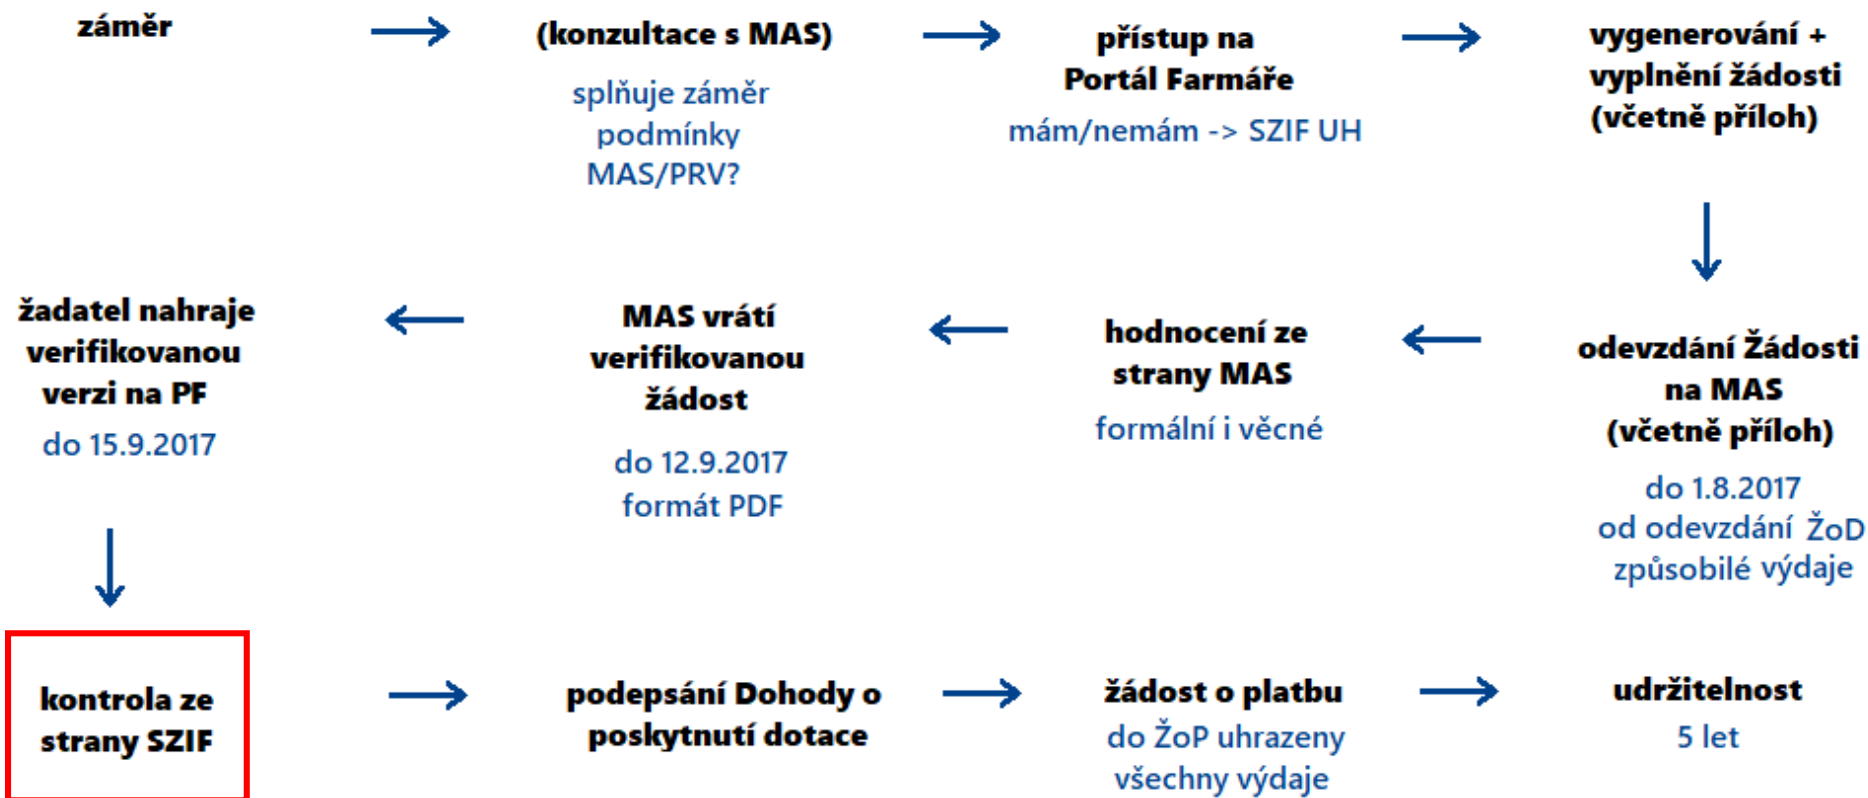 záměr
(konzultace s MAS)
splňuje záměr
podmínky
MAS/PRV?
přístup na
Portál Farmáře
mám/nemám -> SZIF UH
vygenerování +
vyplnění žádosti
(včetně příloh)
odevzdání Žádosti
na MAS
(včetně příloh)
do 1.8.2017
od odevzdání ŽoD
způsobilé výdaje
hodnocení ze
strany MAS
formální i věcné
MAS vrátí
verifikovanou
žádost
do 12.9.2017
formát PDF
žadatel nahraje
verifikovanou
verzi na PF
do 15.9.2017
kontrola ze
strany SZIF
podepsání Dohody o
poskytnutí dotace
žádost o platbu
do ŽoP uhrazeny
všechny výdaje
udržitelnost
5 let